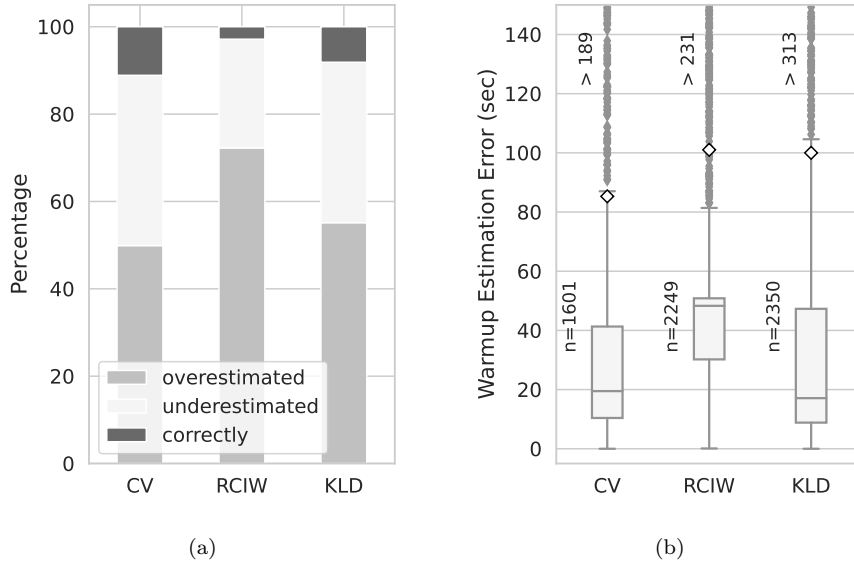 100
80
60
40
20
0
Percentage
overestimated
underestimated
correctly
CV RCIW KLD
(a)
140
120
100
80
60
40
20
0
Warmup Estimation Error (sec)
> 189
> 231
> 313
n=1601
n=2249
n=2350
CV RCIW KLD
(b)